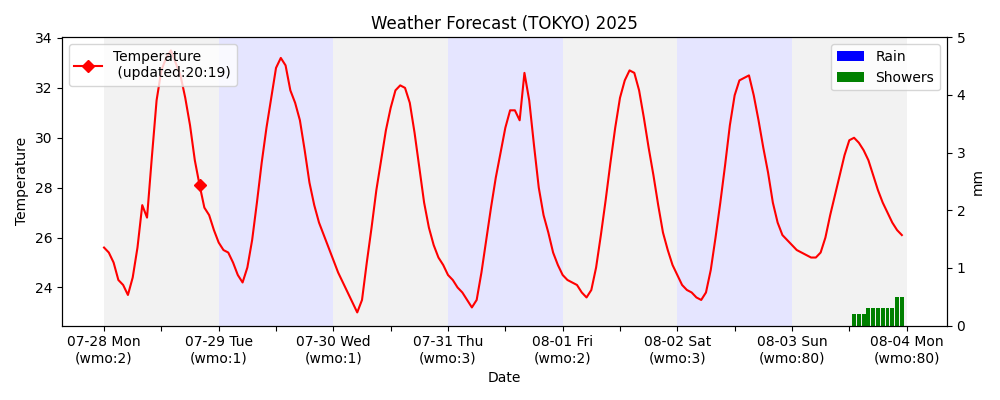 Weather Forecast (TOKYO) 2025
Temperature
(updated:20:19)
Rain
Showers
34
32
30
28
26
24
Temperature
5
4
3
2
1
0
mm
07-28 Mon 07-29 Tue 07-30 Wed 07-31 Thu 08-01 Fri 08-02 Sat 08-03 Sun 08-04 Mon
(wmo:2) (wmo:1) (wmo:1) (wmo:3) (wmo:2) (wmo:3) (wmo:80) (wmo:80)
Date